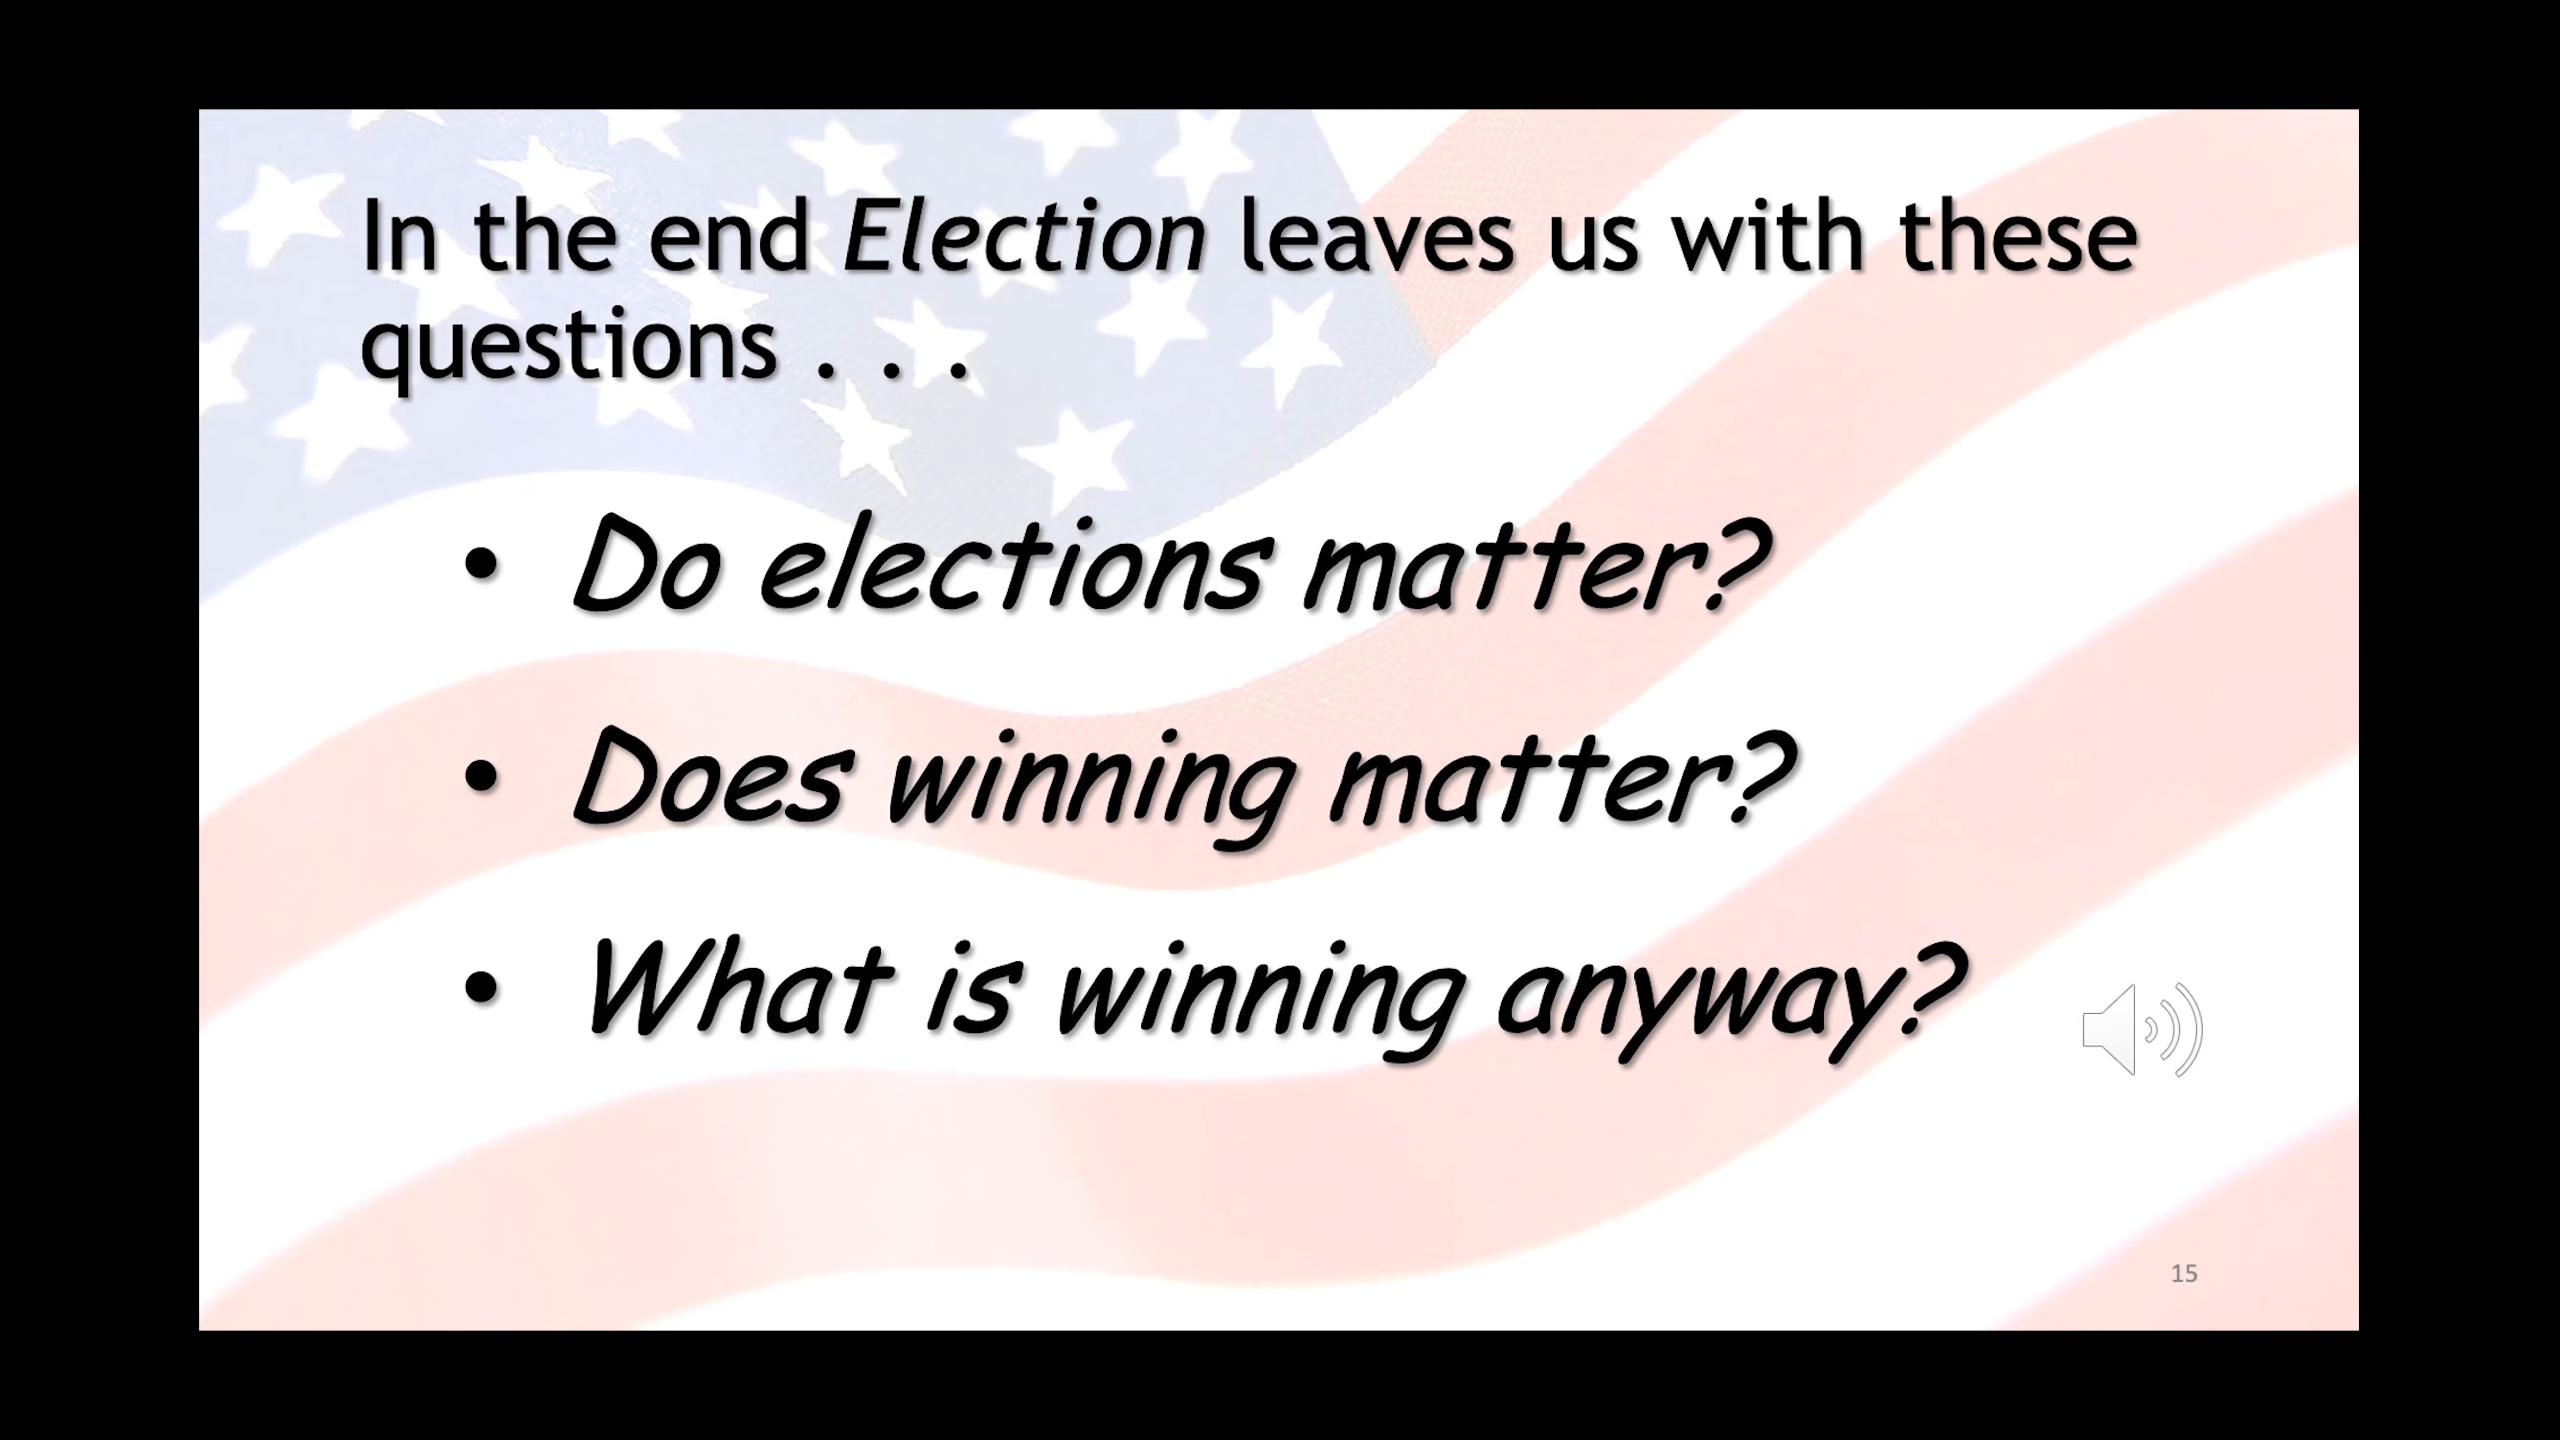 In the end Election leaves us with these
questions . . .
• Do elections matter?
• Does winning matter?
• What is winning anyway?
15